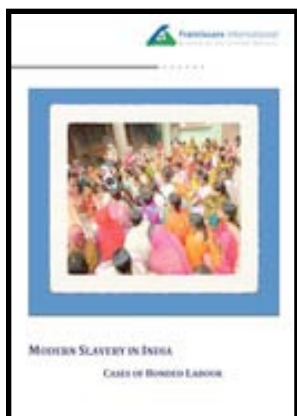 Franciscans International
MODERN SLAVERY IN INDIA
CASES OF BONDED LABOUR